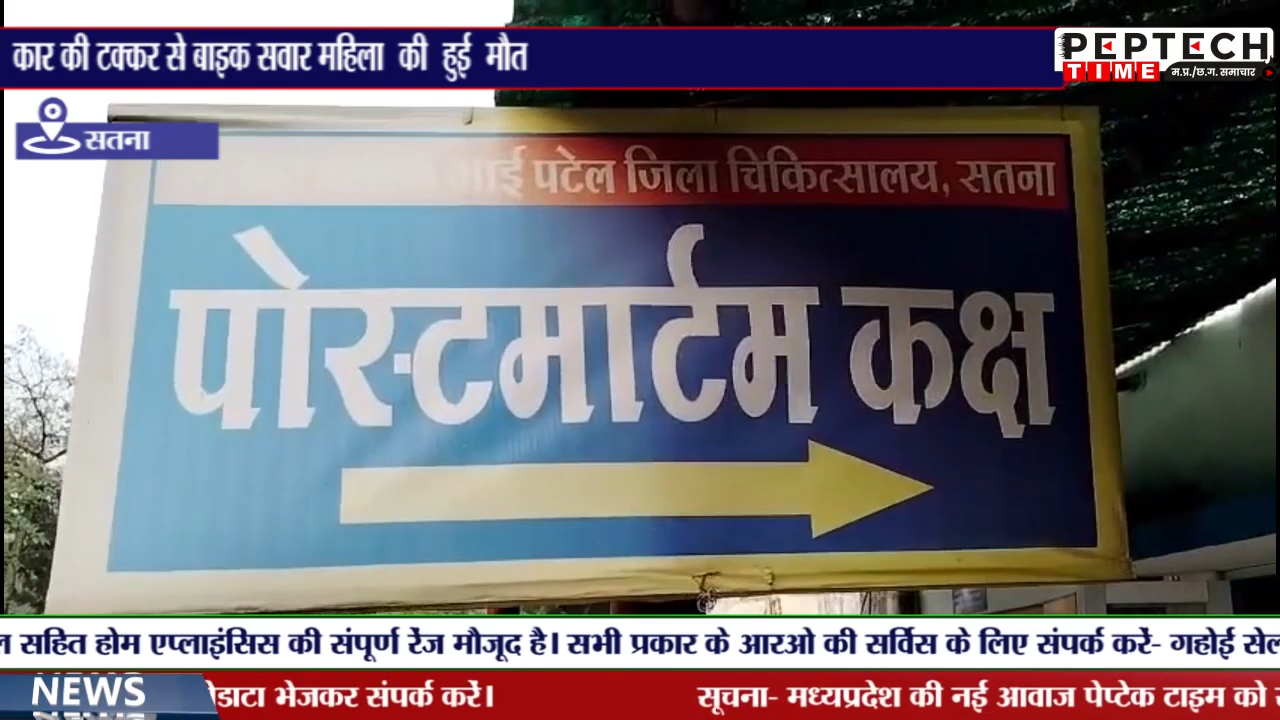 कार की टक्कर से बाइक सवार महिला की हुई मौत
PEPTECH
TIME म.प्र./छ.ग. समाचार
सतना
पटेल जिला चिकित्सालय, सतना
पोस्टमार्टम कक्ष
सहित होम एप्लाइंसिस की संपूर्ण रेंज मौजूद है। सभी प्रकार के आरओ की सर्विस के लिए संपर्क करें- गहोई
NEWS भेजकर संपर्क करें। सूचना- मध्यप्रदेश की नई आवाज पेप्टेक टाइम को